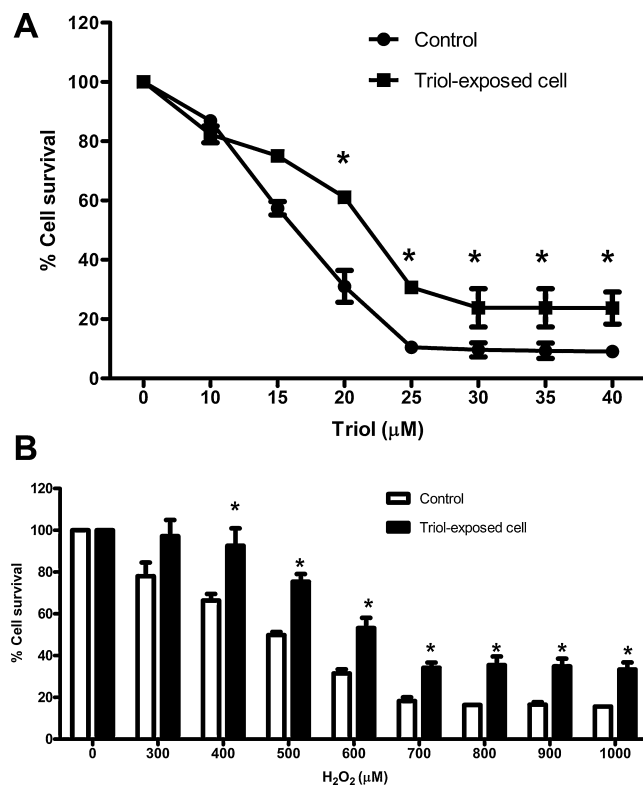 A
120
100
80
60
40
20
0
% Cell survival
Control
Triol-exposed cell
*
* * * *
0 10 15 20 25 30 35 40
Triol (μM)
B
120
100
80
60
40
20
0
% Cell survival
Control
Triol-exposed cell
* * * * * * *
0 300 400 500 600 700 800 900 1000
H₂O₂ (μM)